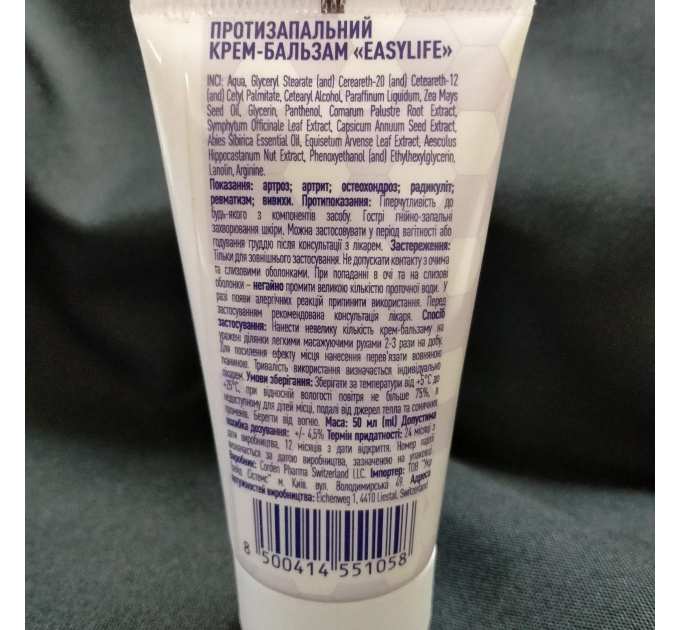 ПРОТИЗАПАЛЬНИЙ
КРЕМ-БАЛЬЗАМ «EASYLIFE»
INCI: Aqua, Glyceryl Stearate (and) Cereareth-20 (and) Ceteareth-12
(and) Cetyl Palmitate, Cetearyl Alcohol, Paraffinum Liquidum, Zea Mays
Seed Oil, Glycerin, Panthenol, Comarum Palustre Root Extract,
Symphytum Officinale Leaf Extract, Capsicum Annuum Seed Extract,
Abies Sibirica Essential Oil, Equisetum Arvense Leaf Extract, Aesculus
Hippocastanum Nut Extract, Phenoxyethanol (and) Ethylhexylglycerin,
Lanolin, Arginine.
Показання: артроз; артрит; остеохондроз; радикуліт;
ревматизм; вивихи. Протипоказання: Гіперчутливість до
будь-якого з компонентів засобу. Гострі гнійно-запальні
захворювання шкіри. Можна застосовувати у період вагітності або
годування груддю після консультації з лікарем. Застереження:
Тільки для зовнішнього застосування. Не допускати контакту з очима
та слизовими оболонками. При попаданні в очі та на слизові
оболонки – негайно промити великою кількістю проточної води. У
разі появи алергічних реакцій припинити використання. Перед
застосуванням рекомендована консультація лікаря. Спосіб
застосування: Нанести невелику кількість крем-бальзаму на
уражені ділянки легкими масажуючими рухами 2-3 рази на добу.
Для посилення ефекту місця нанесення перев'язати вовняною
тканиною. Тривалість використання визначається індивідуально
лікарем. Умови зберігання: Зберігати за температури від +5°C до
+25°C, при відносній вологості повітря не більше 75%, в
недоступному для дітей місці, подалі від джерел тепла та сонячних
променів. Берегти від вогню. Маса: 50 мл (ml) Допустима
похибка дозування: +/- 4,5% Термін придатності: 24 місяці з
дати виробництва, 12 місяців з дати відкриття. Номер партії
визначається за датою виробництва, зазначеною на упаковці.
Виробник: Corden Pharma Switzerland LLC. Імпортер: ТОВ "Укр
Трейд Сістемс" м. Київ. вул. Володимирська 49. Адреса
потужностей виробництва: Eichenweg 1, 4410 Liestal, Switzerland
8 500414 551058